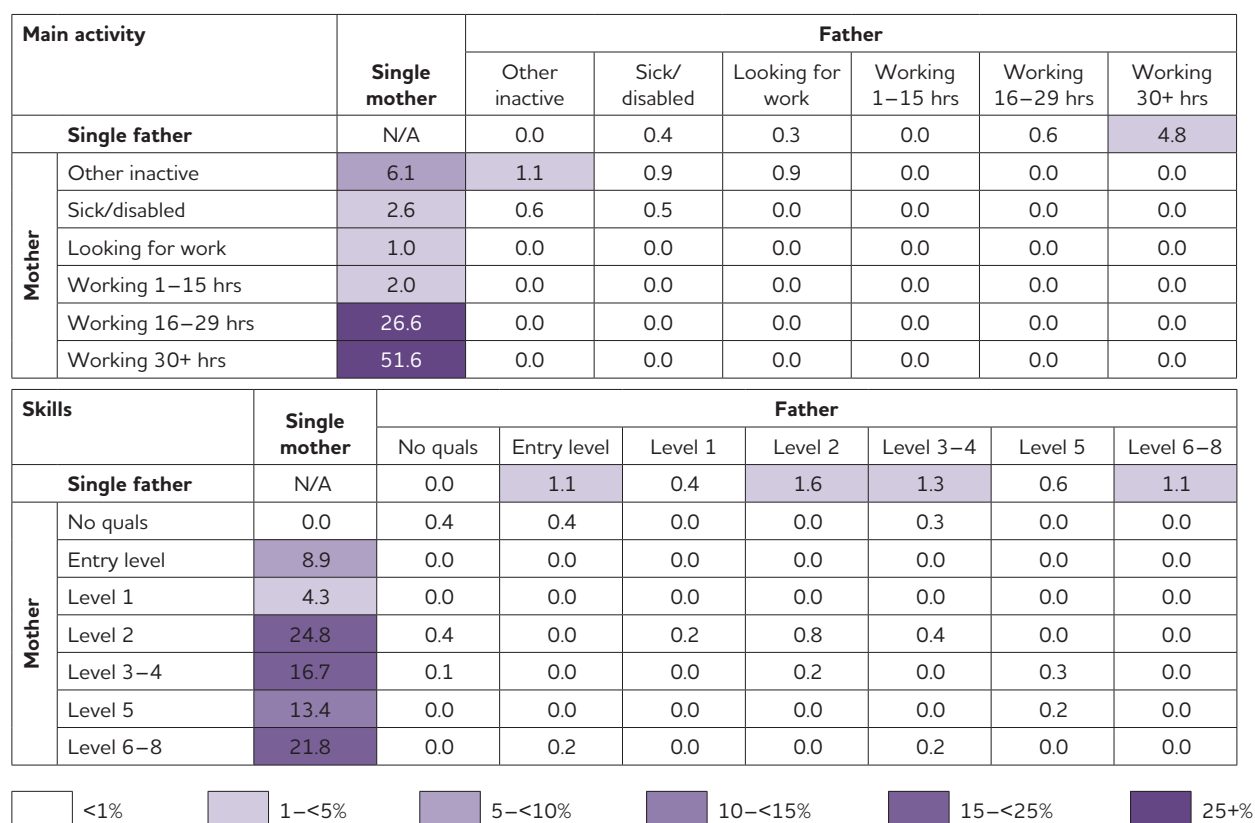 Main activity
Single mother
Father
Other inactive
Sick/ disabled
Looking for work
Working 1–15 hrs
Working 16–29 hrs
Working 30+ hrs
Single father N/A 0.0 0.4 0.3 0.0 0.6 4.8
Mother
Other inactive 6.1 1.1 0.9 0.9 0.0 0.0 0.0
Sick/disabled 2.6 0.6 0.5 0.0 0.0 0.0 0.0
Looking for work 1.0 0.0 0.0 0.0 0.0 0.0 0.0
Working 1–15 hrs 2.0 0.0 0.0 0.0 0.0 0.0 0.0
Working 16–29 hrs 26.6 0.0 0.0 0.0 0.0 0.0 0.0
Working 30+ hrs 51.6 0.0 0.0 0.0 0.0 0.0 0.0
Skills
Single mother
Father
No quals Entry level Level 1 Level 2 Level 3–4 Level 5 Level 6–8
Single father N/A 0.0 1.1 0.4 1.6 1.3 0.6 1.1
Mother
No quals 0.0 0.4 0.4 0.0 0.0 0.3 0.0 0.0
Entry level 8.9 0.0 0.0 0.0 0.0 0.0 0.0 0.0
Level 1 4.3 0.0 0.0 0.0 0.0 0.0 0.0 0.0
Level 2 24.8 0.4 0.0 0.2 0.8 0.4 0.0 0.0
Level 3–4 16.7 0.1 0.0 0.0 0.2 0.0 0.3 0.0
Level 5 13.4 0.0 0.0 0.0 0.0 0.0 0.2 0.0
Level 6–8 21.8 0.0 0.2 0.0 0.0 0.2 0.0 0.0
<1% 1–<5% 5–<10% 10–<15% 15–<25% 25+%